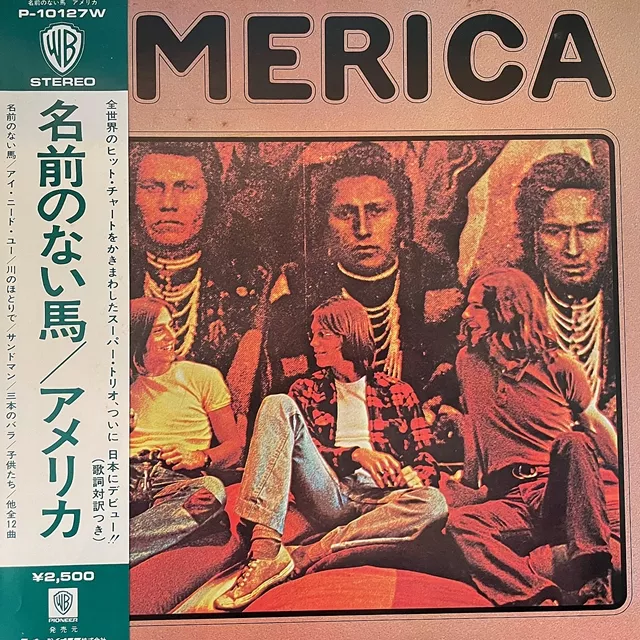 名前のない馬 アメリカ
P-10127W
WB
STEREO
MERICA
名前のない馬／アメリカ
全世界のヒット・チャートをかきまわしたスーパー・トリオ、ついに 日本にデビュー!!
(歌詞対訳つき)
名前のない馬／アイ・ニード・ユー／川のほとりで／サンドマン／三本のバラ／子供たち／他全12曲
¥2,500
WB
PIONEER
発売元